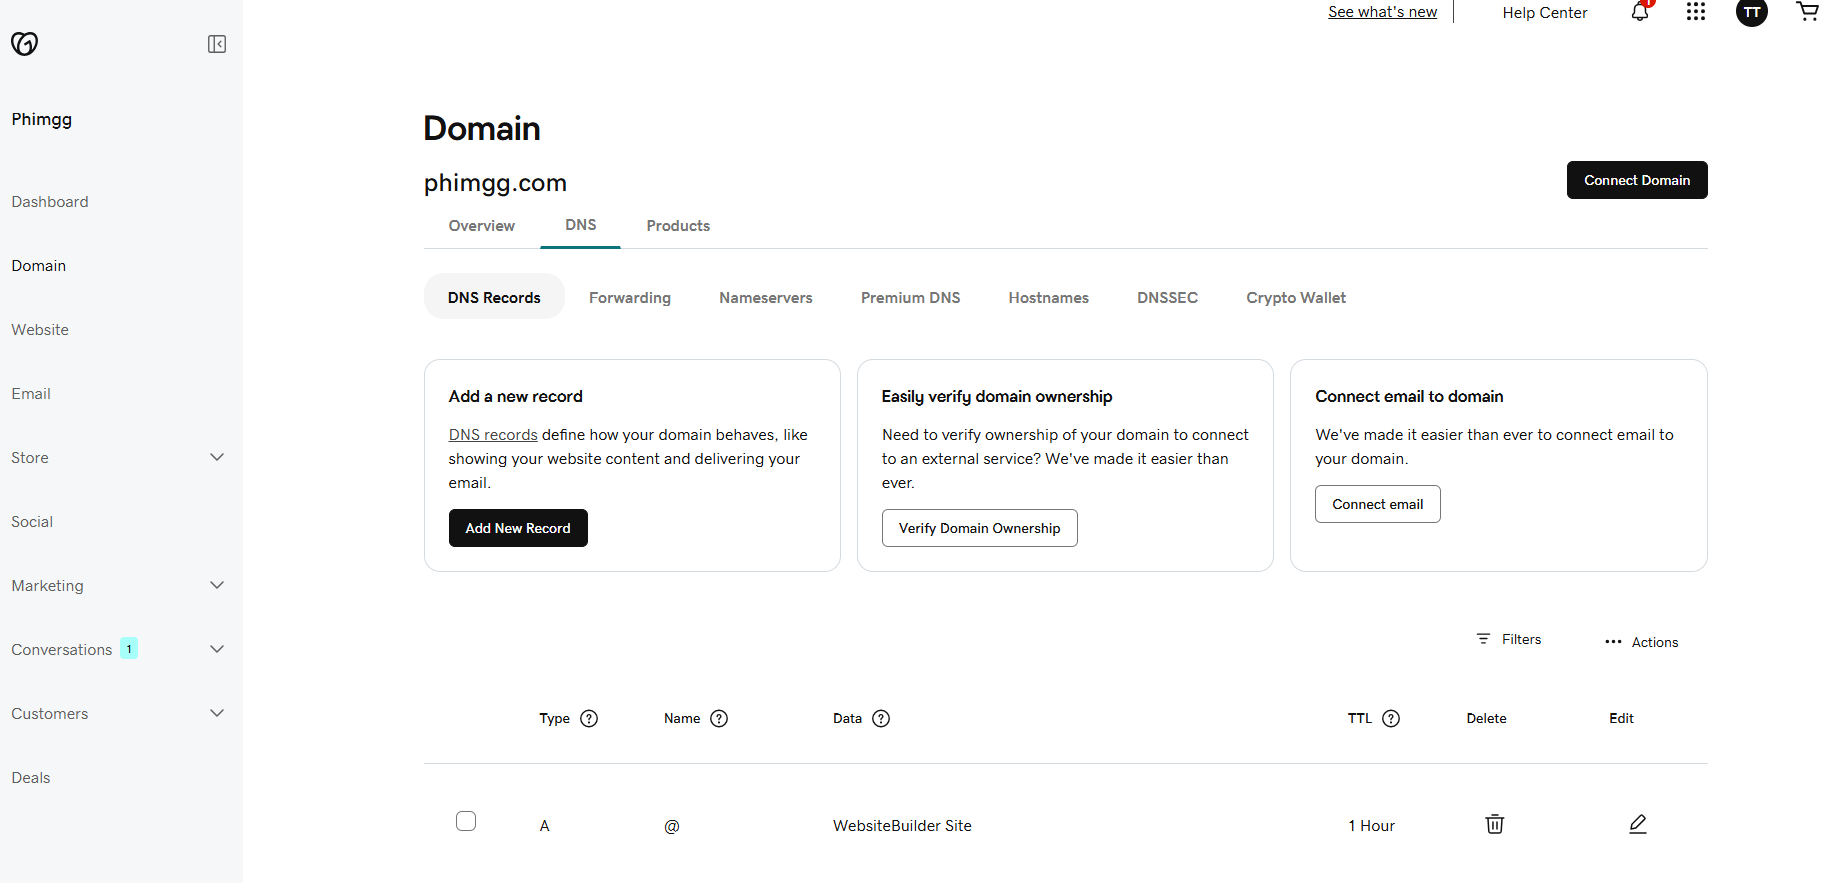 See what's new
Help Center
1
TT
Phimgg
Dashboard
Domain
Website
Email
Store
Social
Marketing
Conversations 1
Customers
Deals
Domain
phimgg.com
Connect Domain
Overview DNS Products
DNS Records Forwarding Nameservers Premium DNS Hostnames DNSSEC Crypto Wallet
Add a new record
DNS records define how your domain behaves, like
showing your website content and delivering your
email.
Add New Record
Easily verify domain ownership
Need to verify ownership of your domain to connect
to an external service? We've made it easier than
ever.
Verify Domain Ownership
Connect email to domain
We've made it easier than ever to connect email to
your domain.
Connect email
Filters ••• Actions
Type ? Name ? Data ? TTL ? Delete Edit
A @ WebsiteBuilder Site 1 Hour